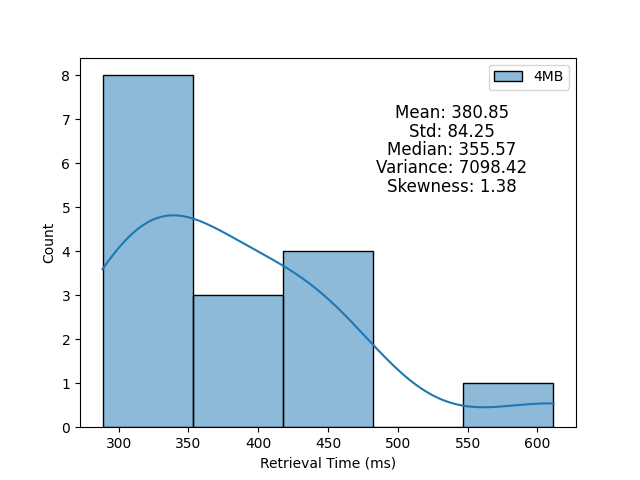 4MB
Mean: 380.85
Std: 84.25
Median: 355.57
Variance: 7098.42
Skewness: 1.38
Count
8
7
6
5
4
3
2
1
0
300 350 400 450 500 550 600
Retrieval Time (ms)